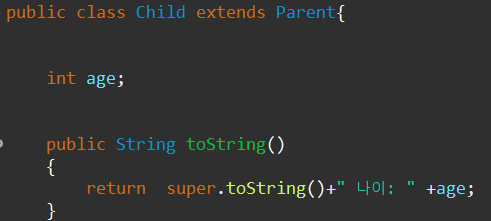 public class Child extends Parent{
int age;
public String toString()
{
return super.toString()+" 나이: " +age;
}